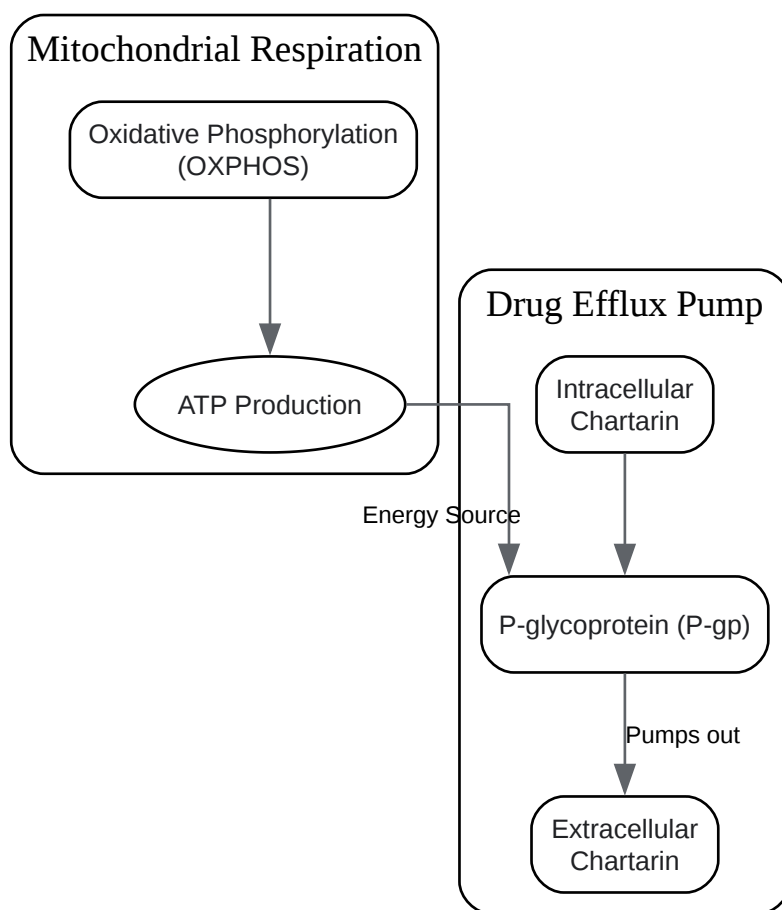 Mitochondrial Respiration
Oxidative Phosphorylation
(OXPHOS)
ATP Production
Energy Source
Drug Efflux Pump
Intracellular
Chartarin
P-glycoprotein (P-gp)
Pumps out
Extracellular
Chartarin